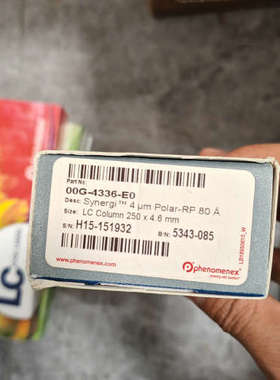 Part No:
00G-4336-E0
Desc: Synergi™ 4 µm Polar-RP 80 Å
Size: LC Column 250 x 4.6 mm
S/N: H15-151932
B/N: 5343-085
www.phenomenex.com
phenomenex
LC